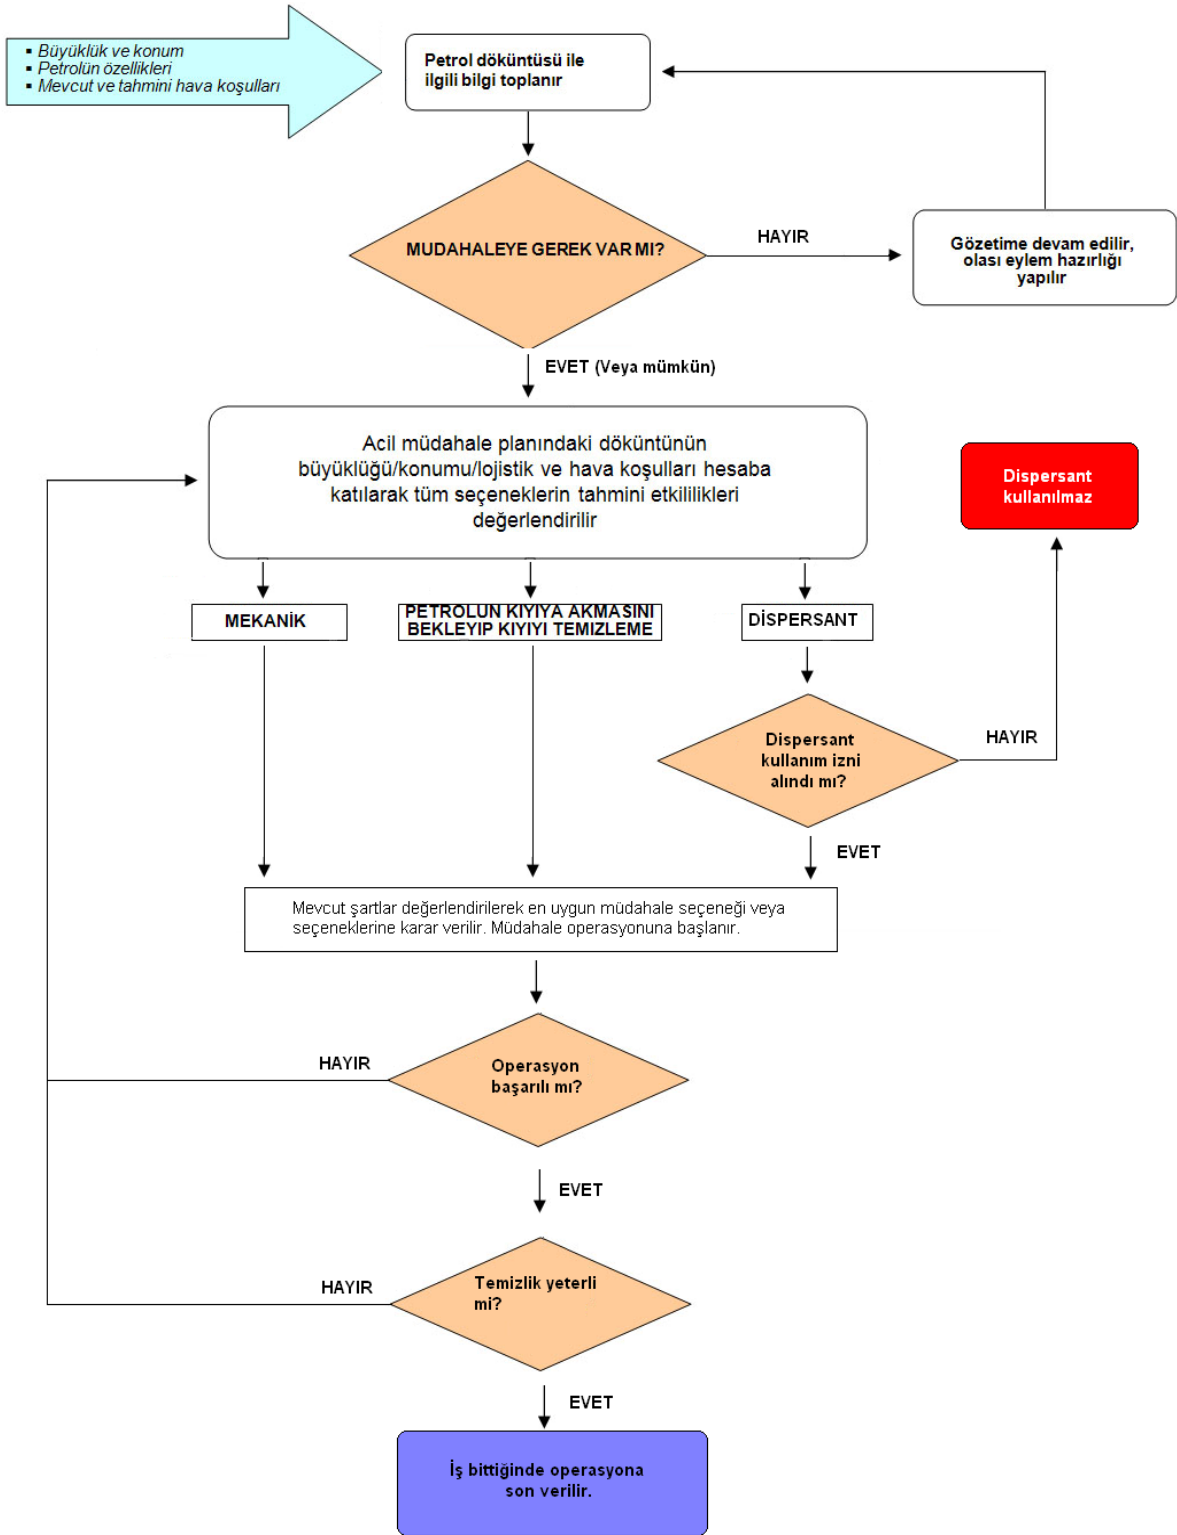 ▪ Büyüklük ve konum
▪ Petrolün özellikleri
▪ Mevcut ve tahmini hava koşulları
Petrol döküntüsü ile
ilgili bilgi toplanır
MUDAHALEYE GEREK VAR MI?
HAYIR
Gözetime devam edilir,
olası eylem hazırlığı
yapılır
EVET (Veya mümkün)
Acil müdahale planındaki döküntünün
büyüklüğü/konumu/lojistik ve hava koşulları hesaba
katılarak tüm seçeneklerin tahmini etkililikleri
değerlendirilir
Dispersant
kullanılmaz
MEKANİK
PETROLUN KIYIYA AKMASINI
BEKLEYIP KIYIYI TEMIZLEME
DİSPERSANT
Dispersant
kullanım izni
alındı mı?
HAYIR
EVET
Mevcut şartlar değerlendirilerek en uygun müdahale seçeneği veya
seçeneklerine karar verilir. Müdahale operasyonuna başlanır.
HAYIR
Operasyon
başarılı mı?
EVET
HAYIR
Temizlik yeterli
mi?
EVET
İş bittiğinde operasyona
son verilir.